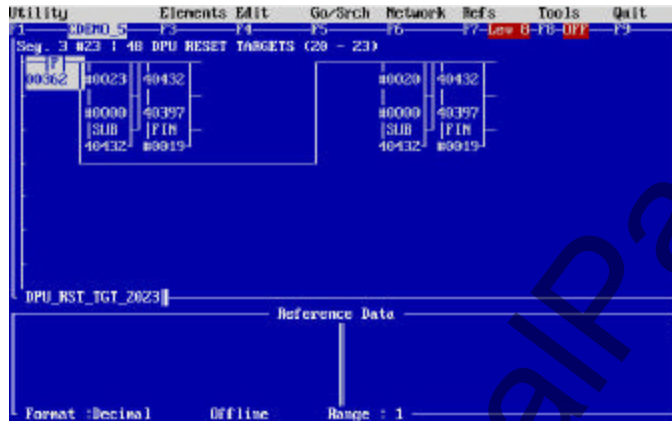 Utility Elements Edit Go/Srch Network Refs Tools Quit
F1 CDEMO_5 F3 F4 F5 F6 F7-Lev 8-F8-OFF F9
Seg. 3 #23 | 48 DPU RESET TARGETS (20 - 23)
F
00362 #0023 40432 #0020 40432
#0000 40397 #0000 40397
SUB FIN SUB FIN
40432 #0019 40432 #0019
DPU_RST_TGT_2023
Reference Data
Format :Decimal Offline Range : 1